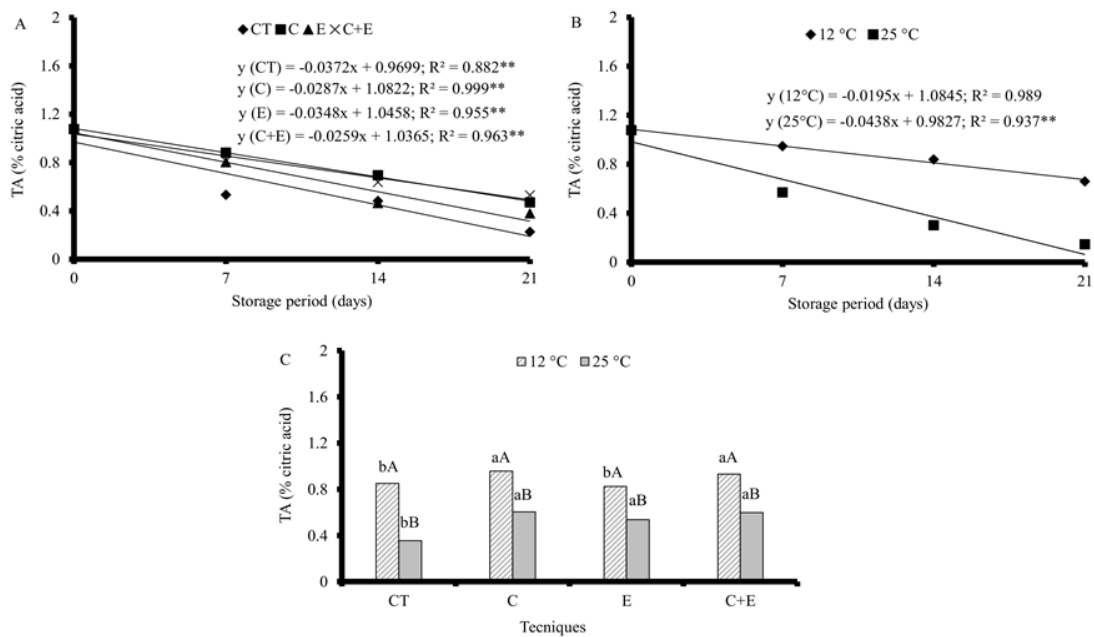 A
2
1.6
1.2
0.8
0.4
0
TA (% citric acid)
CT C E C+E
y (CT) = -0.0372x + 0.9699; R² = 0.882**
y (C) = -0.0287x + 1.0822; R² = 0.999**
y (E) = -0.0348x + 1.0458; R² = 0.955**
y (C+E) = -0.0259x + 1.0365; R² = 0.963**
0 7 14 21
Storage period (days)
B
2
1.6
1.2
0.8
0.4
0
TA (% citric acid)
12 °C 25 °C
y (12°C) = -0.0195x + 1.0845; R² = 0.989
y (25°C) = -0.0438x + 0.9827; R² = 0.937**
0 7 14 21
Storage period (days)
C
2
1.6
1.2
0.8
0.4
0
TA (% citric acid)
12 °C 25 °C
bA bB aA aB bA aB aA aB
CT C E C+E
Tecniques